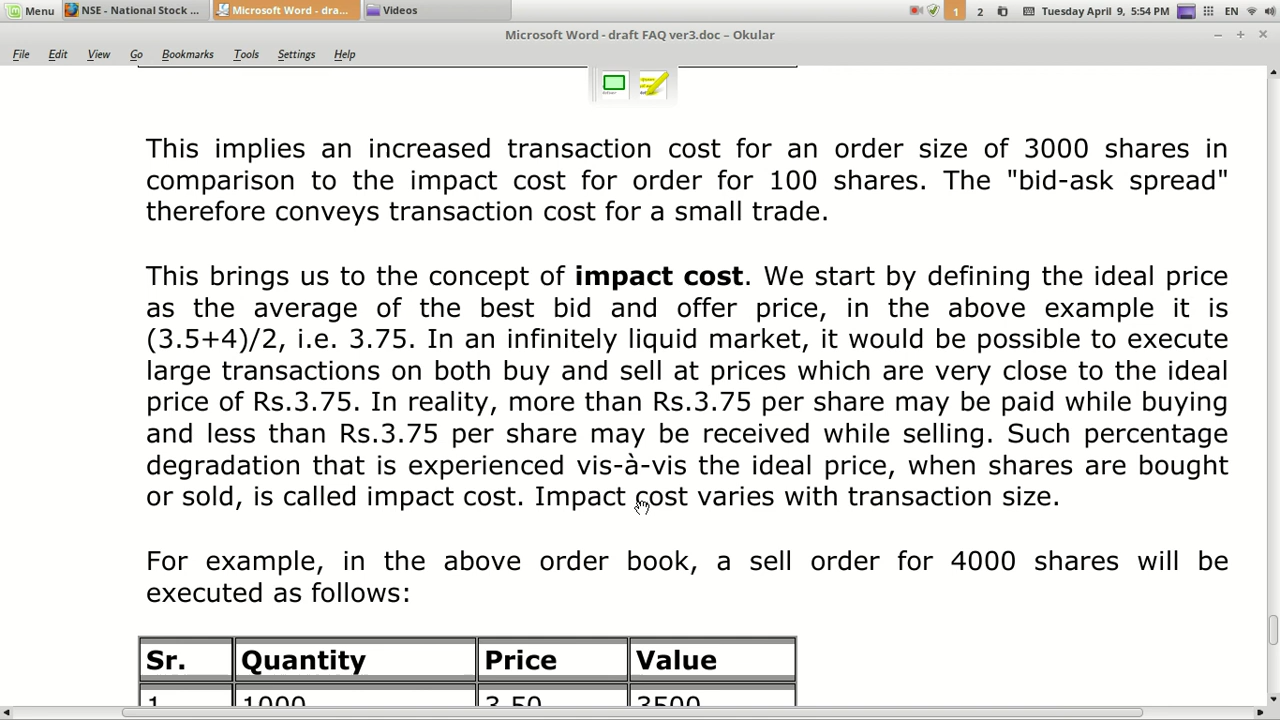 Menu
NSE - National Stock ...
Microsoft Word - dra...
Videos
1
2
Tuesday April 9, 5:54 PM
EN
Microsoft Word - draft FAQ ver3.doc – Okular
File Edit View Go Bookmarks Tools Settings Help
This implies an increased transaction cost for an order size of 3000 shares in
comparison to the impact cost for order for 100 shares. The "bid-ask spread"
therefore conveys transaction cost for a small trade.
This brings us to the concept of impact cost. We start by defining the ideal price
as the average of the best bid and offer price, in the above example it is
(3.5+4)/2, i.e. 3.75. In an infinitely liquid market, it would be possible to execute
large transactions on both buy and sell at prices which are very close to the ideal
price of Rs.3.75. In reality, more than Rs.3.75 per share may be paid while buying
and less than Rs.3.75 per share may be received while selling. Such percentage
degradation that is experienced vis-à-vis the ideal price, when shares are bought
or sold, is called impact cost. Impact cost varies with transaction size.
For example, in the above order book, a sell order for 4000 shares will be
executed as follows:
Sr. Quantity Price Value
1 1000 3.50 3500